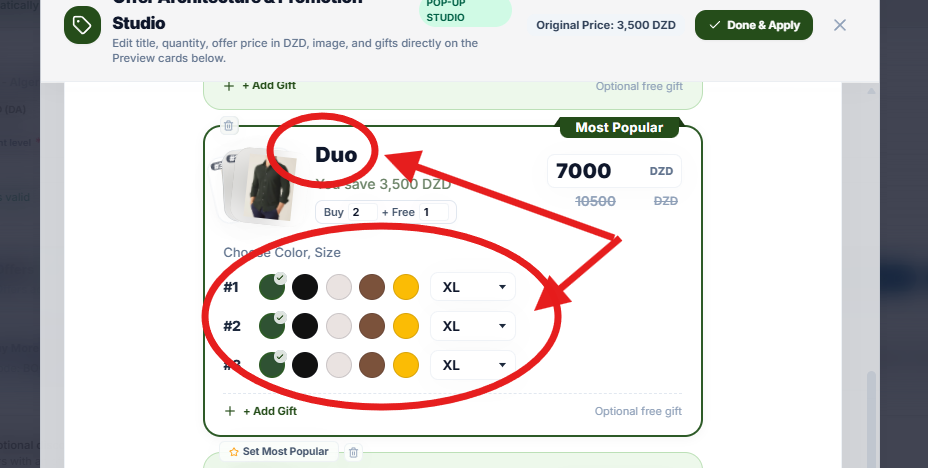 Offer Architecture & Promotion
Studio
POP-UP
STUDIO
Edit title, quantity, offer price in DZD, image, and gifts directly on the
Preview cards below.
Original Price: 3,500 DZD
Done & Apply
+ Add Gift
Optional free gift
Most Popular
Duo
You save 3,500 DZD
Buy 2 + Free 1
7000 DZD
10500 DZD
Choose Color, Size
#1 XL
#2 XL
#3 XL
+ Add Gift
Optional free gift
Set Most Popular